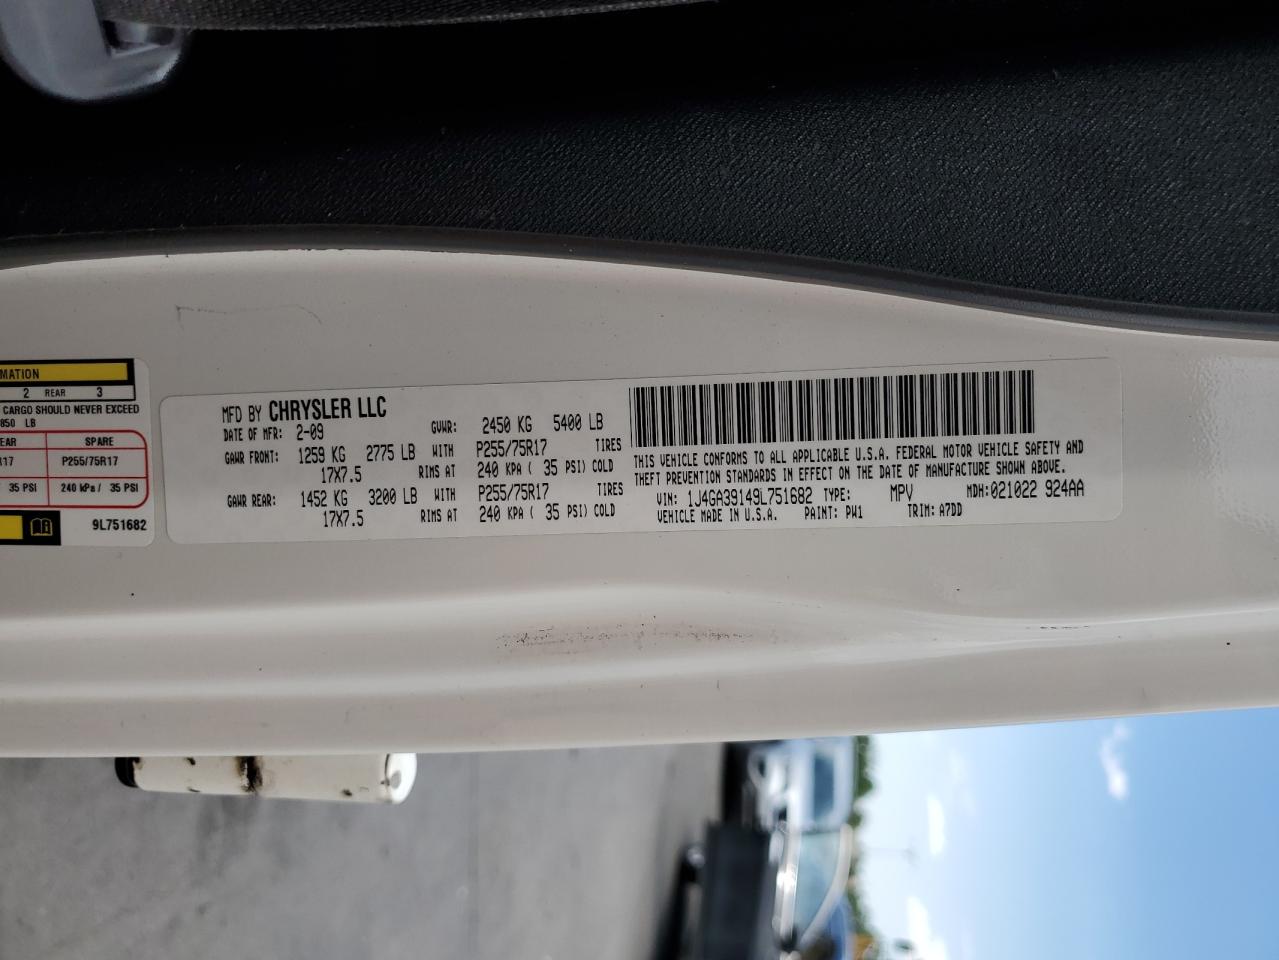 MATION
2 REAR 3
CARGO SHOULD NEVER EXCEED
850 LB
EAR SPARE
R17 P255/75R17
35 PSI 240 kPa / 35 PSI
9L751682
MFD BY CHRYSLER LLC
DATE OF MFR: 2-09 GVWR: 2450 KG 5400 LB
GAWR FRONT: 1259 KG 2775 LB WITH P255/75R17 TIRES
17X7.5 RIMS AT 240 KPA ( 35 PSI) COLD
GAWR REAR: 1452 KG 3200 LB WITH P255/75R17 TIRES
17X7.5 RIMS AT 240 KPA ( 35 PSI) COLD
THIS VEHICLE CONFORMS TO ALL APPLICABLE U.S.A. FEDERAL MOTOR VEHICLE SAFETY AND
THEFT PREVENTION STANDARDS IN EFFECT ON THE DATE OF MANUFACTURE SHOWN ABOVE.
VIN: 1J4GA39149L751682 TYPE: MPV MDH: 021022 924AA
VEHICLE MADE IN U.S.A. PAINT: PW1 TRIM: A7DD